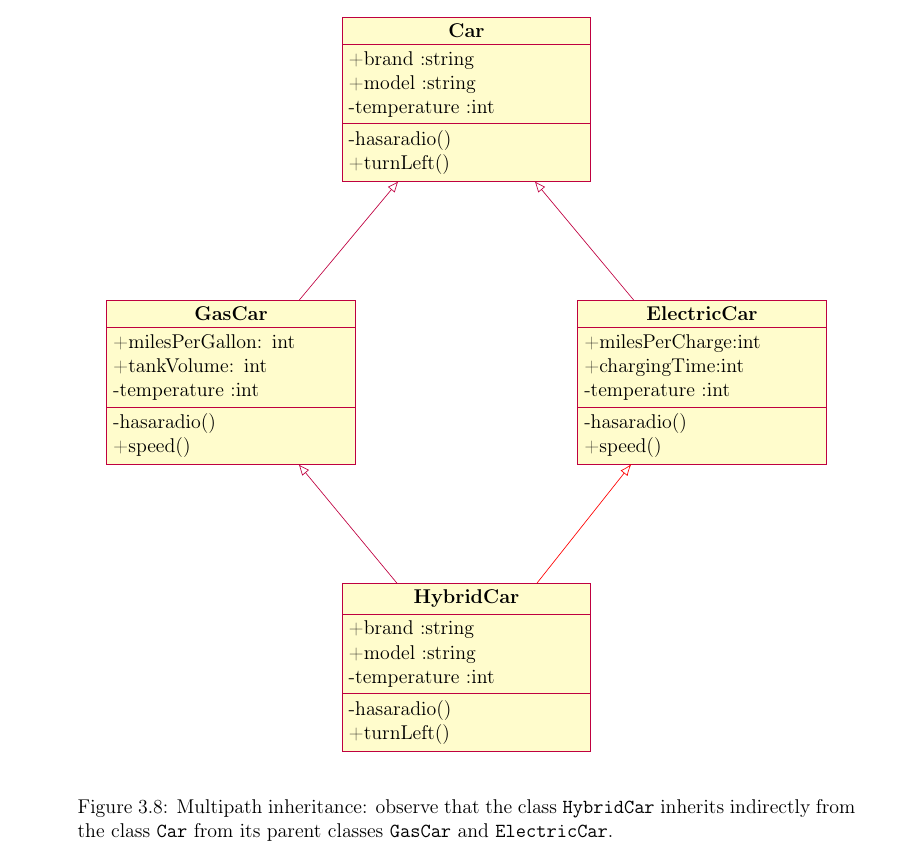 Car
+brand :string
+model :string
-temperature :int
-hasaradio()
+turnLeft()
GasCar
+milesPerGallon: int
+tankVolume: int
-temperature :int
-hasaradio()
+speed()
ElectricCar
+milesPerCharge:int
+chargingTime:int
-temperature :int
-hasaradio()
+speed()
HybridCar
+brand :string
+model :string
-temperature :int
-hasaradio()
+turnLeft()
Figure 3.8: Multipath inheritance: observe that the class HybridCar inherits indirectly from
the class Car from its parent classes GasCar and ElectricCar.